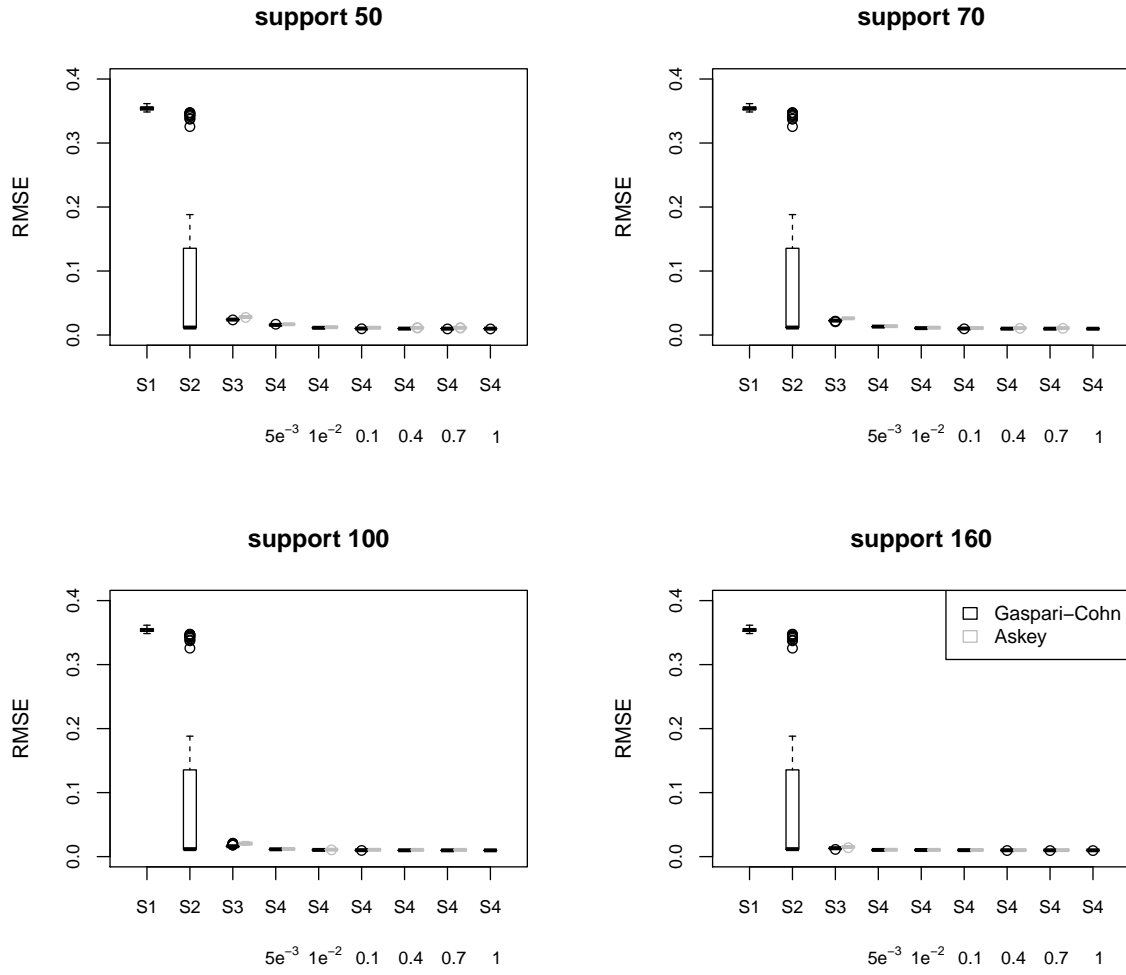 support 50
RMSE
0.4
0.3
0.2
0.1
0.0
S1 S2 S3 S4 S4 S4 S4 S4 S4
5e⁻³ 1e⁻² 0.1 0.4 0.7 1
support 70
RMSE
0.4
0.3
0.2
0.1
0.0
S1 S2 S3 S4 S4 S4 S4 S4 S4
5e⁻³ 1e⁻² 0.1 0.4 0.7 1
support 100
RMSE
0.4
0.3
0.2
0.1
0.0
S1 S2 S3 S4 S4 S4 S4 S4 S4
5e⁻³ 1e⁻² 0.1 0.4 0.7 1
support 160
RMSE
0.4
0.3
0.2
0.1
0.0
Gaspari−Cohn
Askey
S1 S2 S3 S4 S4 S4 S4 S4 S4
5e⁻³ 1e⁻² 0.1 0.4 0.7 1